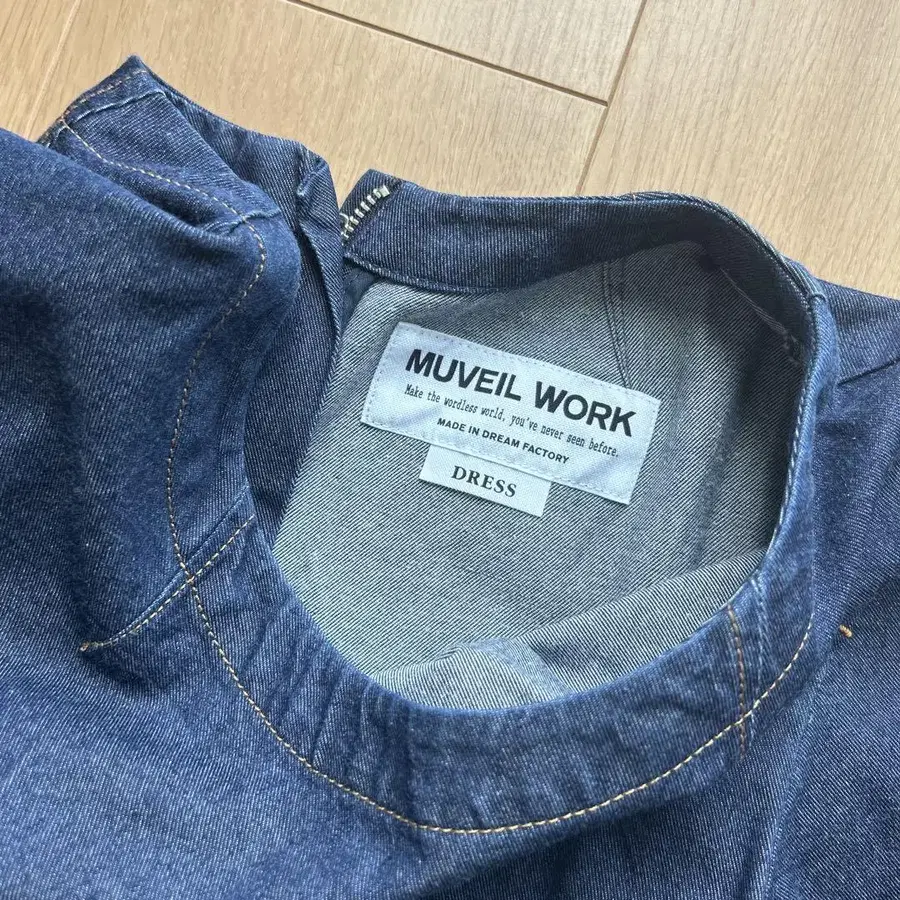 MUVEIL WORK
Make the wordless world, you've never seen before.
MADE IN DREAM FACTORY
DRESS